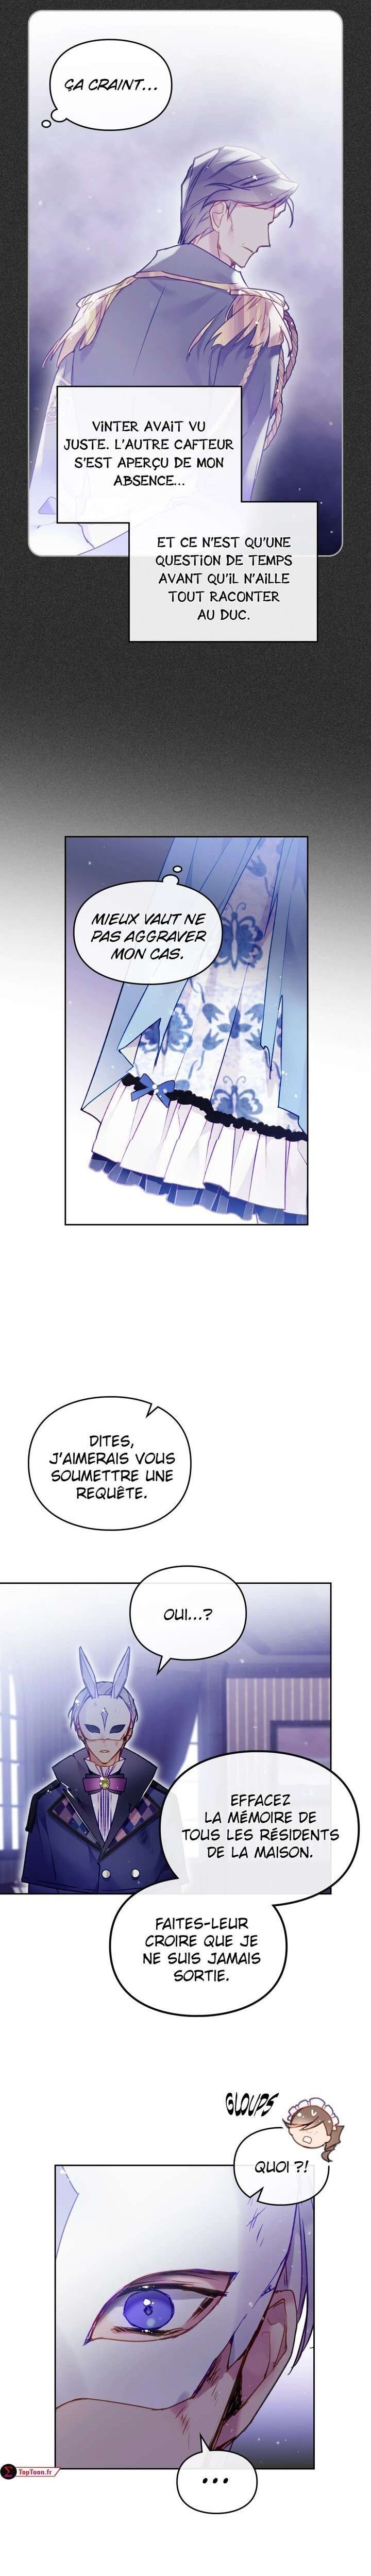 ÇA CRAINT...
VINTER AVAIT VU
JUSTE. L'AUTRE CAFTEUR
S'EST APERÇU DE MON
ABSENCE...
ET CE N'EST QU'UNE
QUESTION DE TEMPS
AVANT QU'IL N'AILLE
TOUT RACONTER
AU DUC.
MIEUX VAUT NE
PAS AGGRAVER
MON CAS.
DITES,
J'AIMERAIS VOUS
SOUMETTRE UNE
REQUÊTE.
OUI...?
EFFACEZ
LA MÉMOIRE DE
TOUS LES RÉSIDENTS
DE LA MAISON.
FAITES-LEUR
CROIRE QUE JE
NE SUIS JAMAIS
SORTIE.
GLOUPS
QUOI ?!
TopToon.fr
...